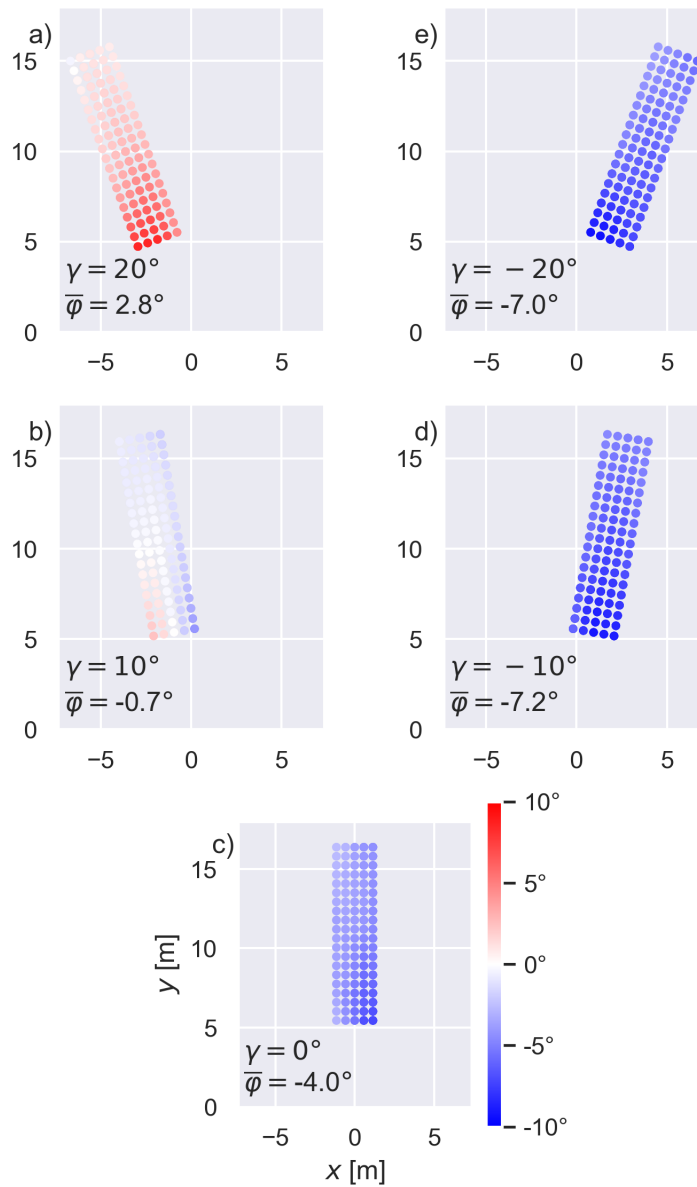 a)
15
10
5
0
γ = 20°
φ̅ = 2.8°
−5 0 5
e)
15
10
5
0
γ = −20°
φ̅ = -7.0°
−5 0 5
b)
15
10
5
0
γ = 10°
φ̅ = -0.7°
−5 0 5
d)
15
10
5
0
γ = −10°
φ̅ = -7.2°
−5 0 5
c)
15
10
5
0
y [m]
γ = 0°
φ̅ = -4.0°
−5 0 5
x [m]
10°
5°
0°
-5°
-10°